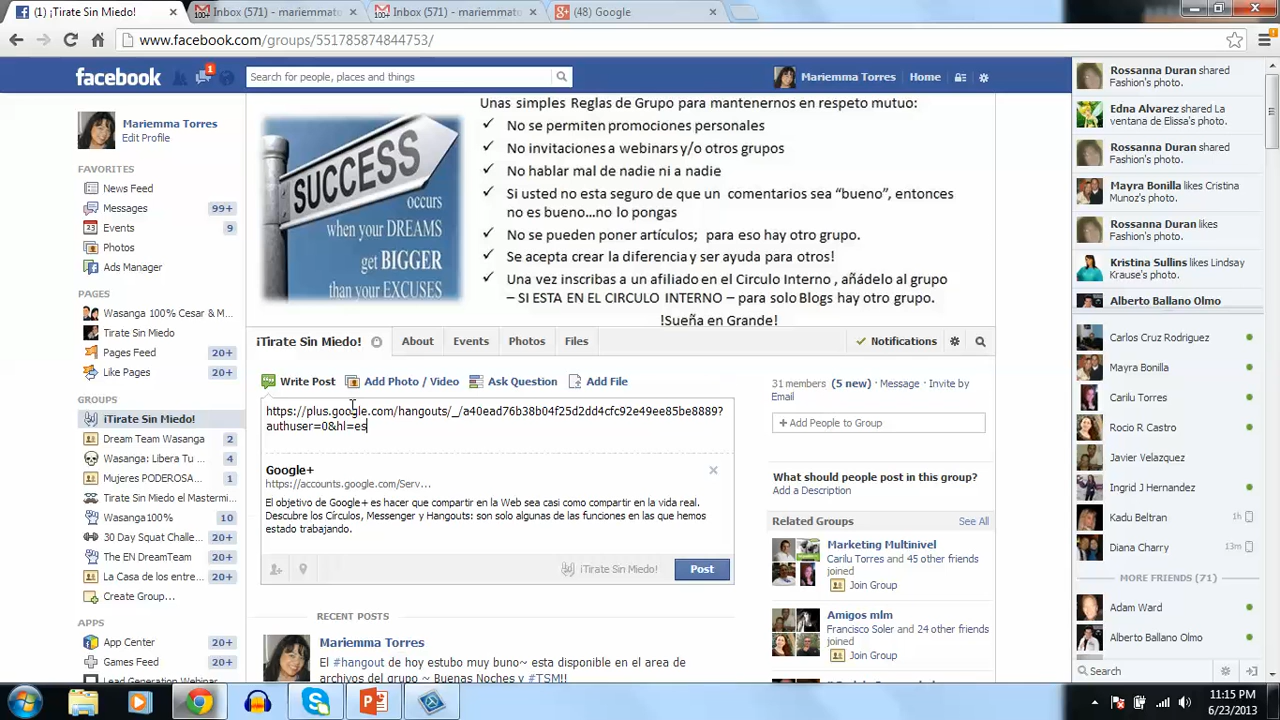 (1) ¡Tirate Sin Miedo!
Inbox (571) - mariemmato
Inbox (571) - mariemmato
(48) Google
www.facebook.com/groups/551785874844753/
facebook
1
Search for people, places and things
Mariemma Torres
Home
Mariemma Torres
Edit Profile
FAVORITES
News Feed
Messages 99+
Events 9
Photos
Ads Manager
PAGES
Wasanga 100% Cesar & M...
Tirate Sin Miedo
Pages Feed 20+
Like Pages 20+
GROUPS
¡Tirate Sin Miedo!
Dream Team Wasanga 2
Wasanga: Libera Tu ... 4
Mujeres PODEROSA... 1
Tirate Sin Miedo el Mastermi...
Wasanga100% 10
30 Day Squat Challe... 20+
The EN DreamTeam 20+
La Casa de los entre... 20+
Create Group...
APPS
App Center 20+
Games Feed 20+
Lead Generation Webinar
SUCCESS
occurs
when your DREAMS
get BIGGER
than your EXCUSES
Unas simples Reglas de Grupo para mantenernos en respeto mutuo:
✓ No se permiten promociones personales
✓ No invitaciones a webinars y/o otros grupos
✓ No hablar mal de nadie ni a nadie
✓ Si usted no esta seguro de que un comentarios sea “bueno”, entonces
no es bueno...no lo pongas
✓ No se pueden poner artículos; para eso hay otro grupo.
✓ Se acepta crear la diferencia y ser ayuda para otros!
✓ Una vez inscribas a un afiliado en el Circulo Interno , añádelo al grupo
– SI ESTA EN EL CIRCULO INTERNO – para solo Blogs hay otro grupo.
!Sueña en Grande!
¡Tirate Sin Miedo!
About
Events
Photos
Files
Notifications
Write Post
Add Photo / Video
Ask Question
Add File
https://plus.google.com/hangouts/_/a40ead76b38b04f25d2dd4cfc92e49ee85be8889?
authuser=0&hl=es
Google+
https://accounts.google.com/Serv...
El objetivo de Google+ es hacer que compartir en la Web sea casi como compartir en la vida real.
Descubre los Círculos, Messenger y Hangouts: son solo algunas de las funciones en las que hemos
estado trabajando.
¡Tirate Sin Miedo!
Post
RECENT POSTS
Mariemma Torres
El #hangout de hoy estubo muy buno~ esta disponible en el area de
archivos del grupo ~ Buenas Noches y #TSM!!
31 members (5 new) · Message · Invite by
Email
+ Add People to Group
What should people post in this group?
Add a Description
Related Groups
See All
Marketing Multinivel
Carilu Torres and 45 other friends
joined
Join Group
Amigos mlm
Francisco Soler and 24 other friends
joined
Join Group
Rossanna Duran shared
Fashion's photo.
Edna Alvarez shared La
ventana de Elissa's photo.
Rossanna Duran shared
Fashion's photo.
Mayra Bonilla likes Cristina
Munoz's photo.
Rossanna Duran likes
Fashion's photo.
Kristina Sullins likes Lindsay
Krause's photo.
Alberto Ballano Olmo
Carlos Cruz Rodriguez
Mayra Bonilla
Carilu Torres
Rocio R Castro
Javier Velazquez
Ingrid J Hernandez
Kadu Beltran 1h
Diana Charry 13m
MORE FRIENDS (71)
Adam Ward
Alberto Ballano Olmo
Search
11:15 PM
6/23/2013